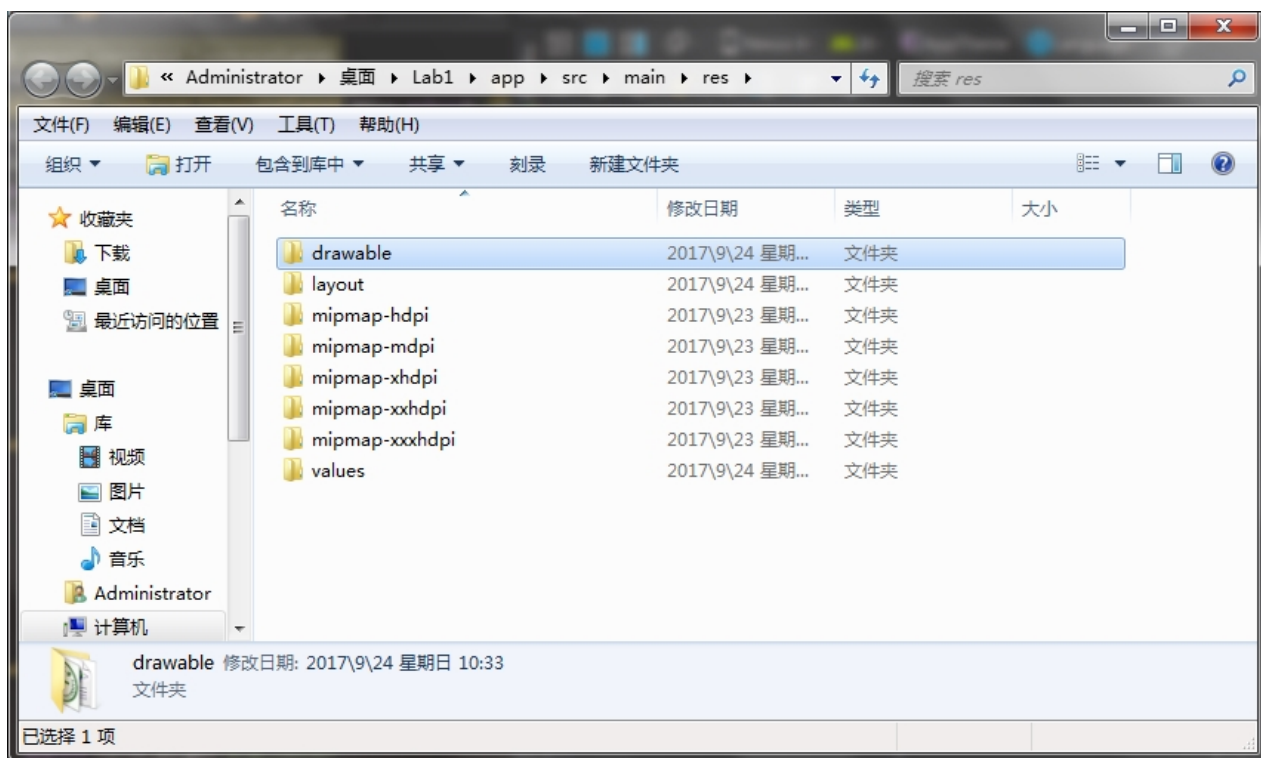 « Administrator ▸ 桌面 ▸ Lab1 ▸ app ▸ src ▸ main ▸ res ▸ 搜索 res
文件(F) 编辑(E) 查看(V) 工具(T) 帮助(H)
组织 打开 包含到库中 共享 刻录 新建文件夹
收藏夹
下载
桌面
最近访问的位置
桌面
库
视频
图片
文档
音乐
Administrator
计算机
名称 修改日期 类型 大小
drawable 2017\9\24 星期... 文件夹
layout 2017\9\24 星期... 文件夹
mipmap-hdpi 2017\9\23 星期... 文件夹
mipmap-mdpi 2017\9\23 星期... 文件夹
mipmap-xhdpi 2017\9\23 星期... 文件夹
mipmap-xxhdpi 2017\9\23 星期... 文件夹
mipmap-xxxhdpi 2017\9\23 星期... 文件夹
values 2017\9\24 星期... 文件夹
drawable 修改日期: 2017\9\24 星期日 10:33
文件夹
已选择 1 项